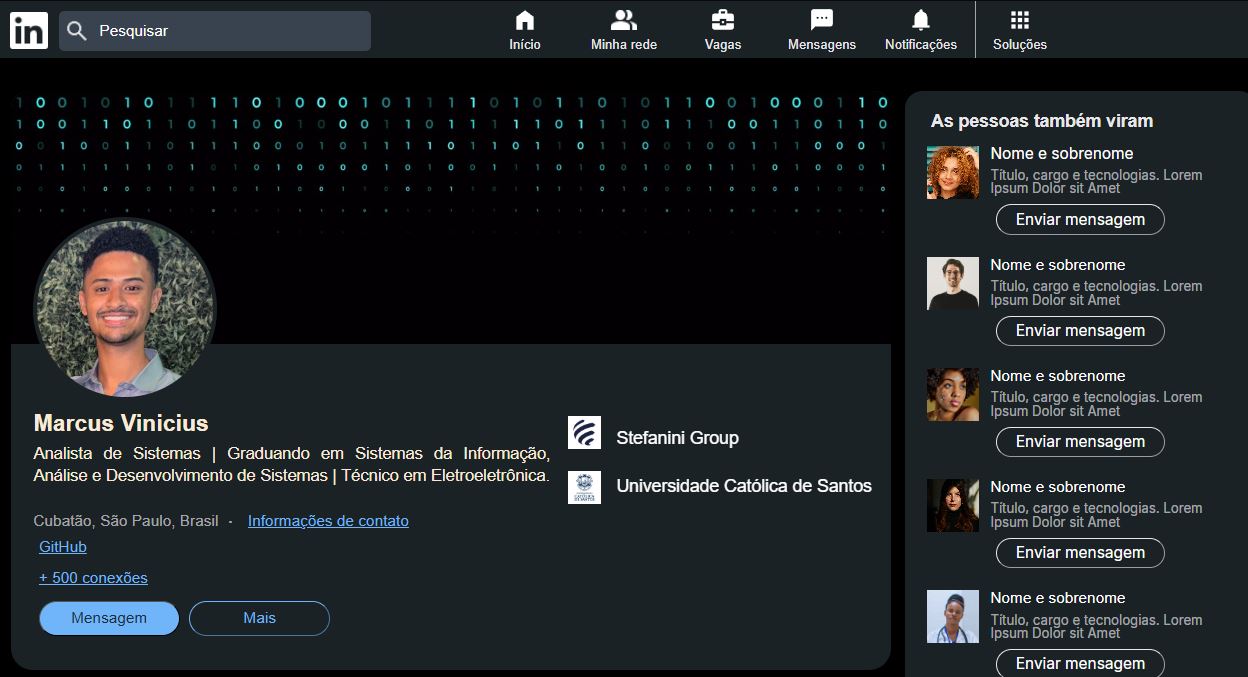 in
Pesquisar
Início
Minha rede
Vagas
Mensagens
Notificações
Soluções
Marcus Vinicius
Analista de Sistemas | Graduando em Sistemas da Informação,
Análise e Desenvolvimento de Sistemas | Técnico em Eletroeletrônica.
Cubatão, São Paulo, Brasil · Informações de contato
GitHub
+ 500 conexões
Mensagem
Mais
Stefanini Group
Universidade Católica de Santos
As pessoas também viram
Nome e sobrenome
Título, cargo e tecnologias. Lorem
Ipsum Dolor sit Amet
Enviar mensagem
Nome e sobrenome
Título, cargo e tecnologias. Lorem
Ipsum Dolor sit Amet
Enviar mensagem
Nome e sobrenome
Título, cargo e tecnologias. Lorem
Ipsum Dolor sit Amet
Enviar mensagem
Nome e sobrenome
Título, cargo e tecnologias. Lorem
Ipsum Dolor sit Amet
Enviar mensagem
Nome e sobrenome
Título, cargo e tecnologias. Lorem
Ipsum Dolor sit Amet
Enviar mensagem